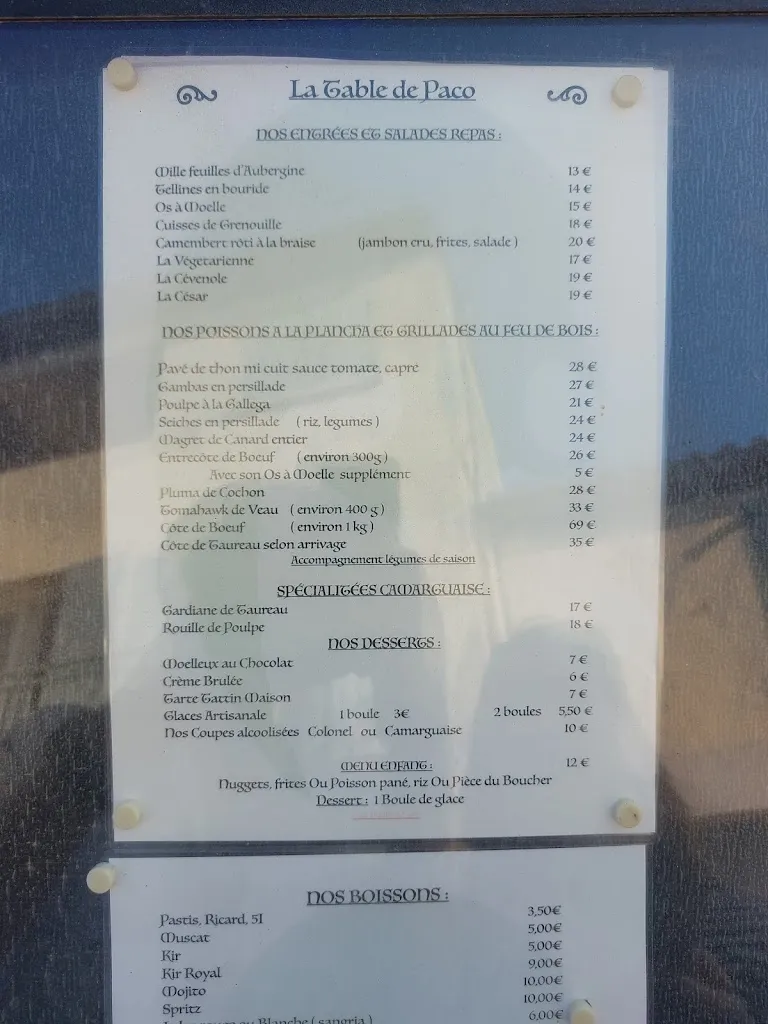 La Table de Paco
NOS ENTRÉES ET SALADES REPAS :
Mille feuilles d'Aubergine 13 €
Tellines en bouride 14 €
Os à Moelle 15 €
Cuisses de Grenouille 18 €
Camembert rôti à la braise (jambon cru, frites, salade ) 20 €
La Végetarienne 17 €
La Cévenole 19 €
La César 19 €
NOS POISSONS A LA PLANCHA ET GRILLADES AU FEU DE BOIS :
Pavé de thon mi cuit sauce tomate, capre 28 €
Gambas en persillade 27 €
Poulpe à la Gallega 21 €
Seiches en persillade ( riz, legumes ) 24 €
Magret de Canard entier 24 €
Entrecôte de Boeuf ( environ 300g ) 26 €
Avec son Os à Moelle supplément 5 €
Pluma de Cochon 28 €
Tomahawk de Veau ( environ 400 g ) 33 €
Côte de Boeuf ( environ 1 kg ) 69 €
Côte de Taureau selon arrivage 35 €
Accompagnement légumes de saison
SPÉCIALITÉES CAMARGUAISE :
Gardiane de Taureau 17 €
Rouille de Poulpe 18 €
NOS DESSERTS :
Moelleux au Chocolat 7 €
Crème Brulée 6 €
Tarte Tattin Maison 7 €
Glaces Artisanale 1 boule 3€ 2 boules 5,50 €
Nos Coupes alcoolisées Colonel ou Camarguaise 10 €
MENU ENFANT : 12 €
Nuggets, frites Ou Poisson pané, riz Ou Pièce du Boucher
Dessert : 1 Boule de glace
NOS BOISSONS :
Pastis, Ricard, 51 3,50€
Muscat 5,00€
Kir 5,00€
Kir Royal 9,00€
Mojito 10,00€
Spritz 10,00€
ou Blanche ( sangria ) 6,00€